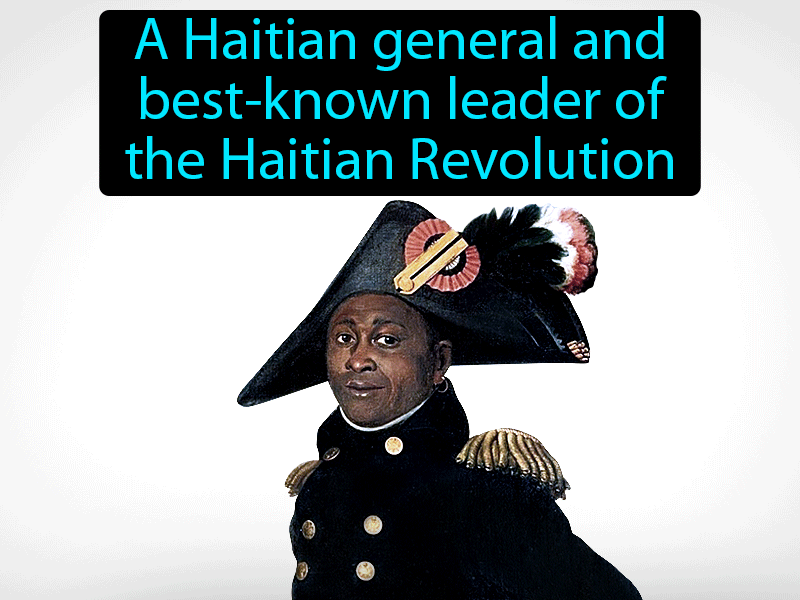 A Haitian general and
best-known leader of
the Haitian Revolution